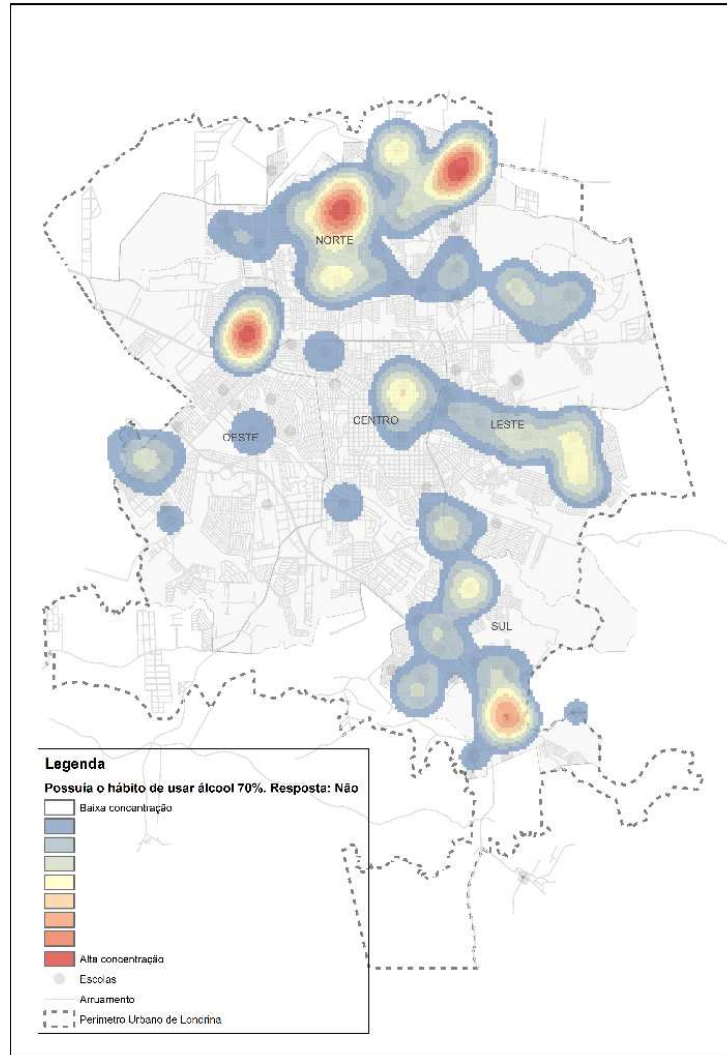 NORTE
CENTRO
LESTE
OESTE
SUL
Legenda
Possuía o hábito de usar álcool 70%. Resposta: Não
Baixa concentração
Alta concentração
Escolas
Arruamento
Perímetro Urbano de Londrina